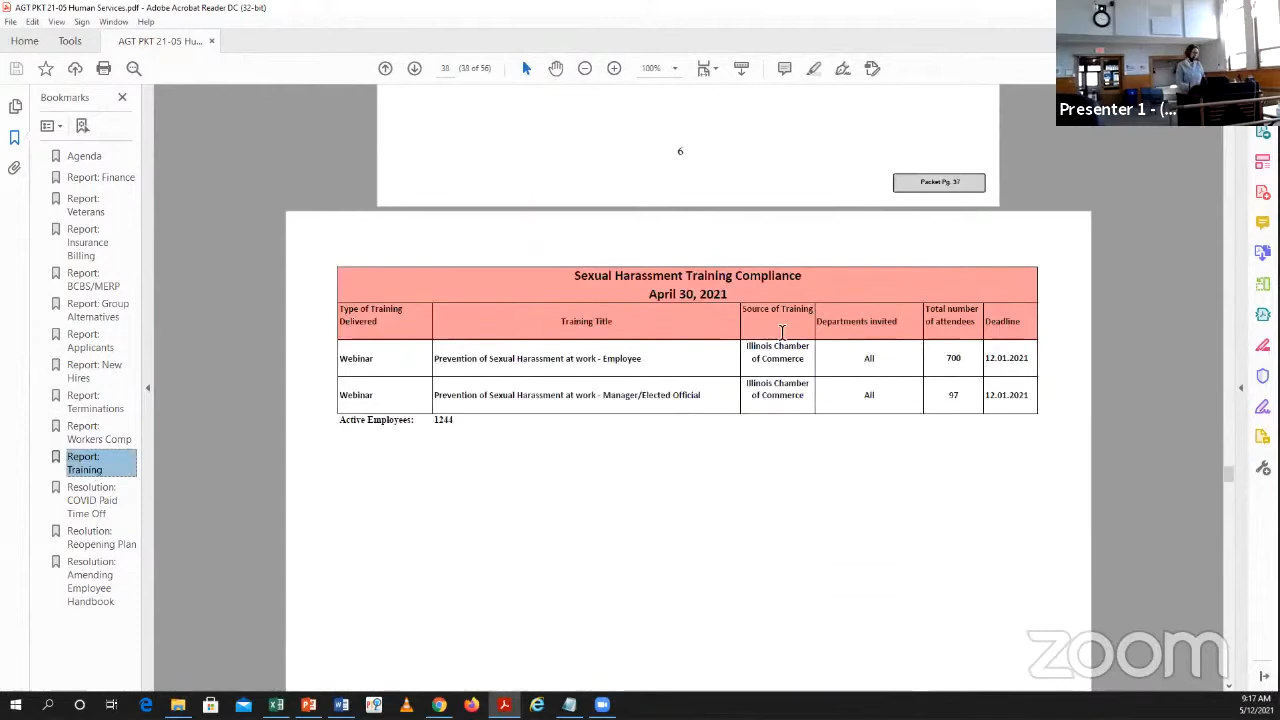 AGT PKT 21-05 Human Services.pdf - Adobe Acrobat Reader DC (32-bit)
File Edit View Sign Window Help
Home Tools AGT PKT 21-05 Hu... ×
38 (38 of 56) 100%
Presenter 1 - (...
Bookmarks
Agenda
Report: Finance
Report:
Veterans
Report:
Insurance
Billing
Report:
BCBS/MERP
Report: Group
Alternatives
Report:
Applicants
Report: New
Hires
Report:
Terminations
Report:
Workers Comp
Report:
Training
Resolution:
COVID Paid
Time Off
Reolution:
Reopening Plan
Resolution:
Amending
Employee
Handbook
6
Packet Pg. 37
Sexual Harassment Training Compliance
April 30, 2021
Type of Training Delivered Training Title Source of Training Departments invited Total number of attendees Deadline
Webinar Prevention of Sexual Harassment at work - Employee Illinois Chamber of Commerce All 700 12.01.2021
Webinar Prevention of Sexual Harassment at work - Manager/Elected Official Illinois Chamber of Commerce All 97 12.01.2021
Active Employees: 1244
zoom
9:17 AM
5/12/2021